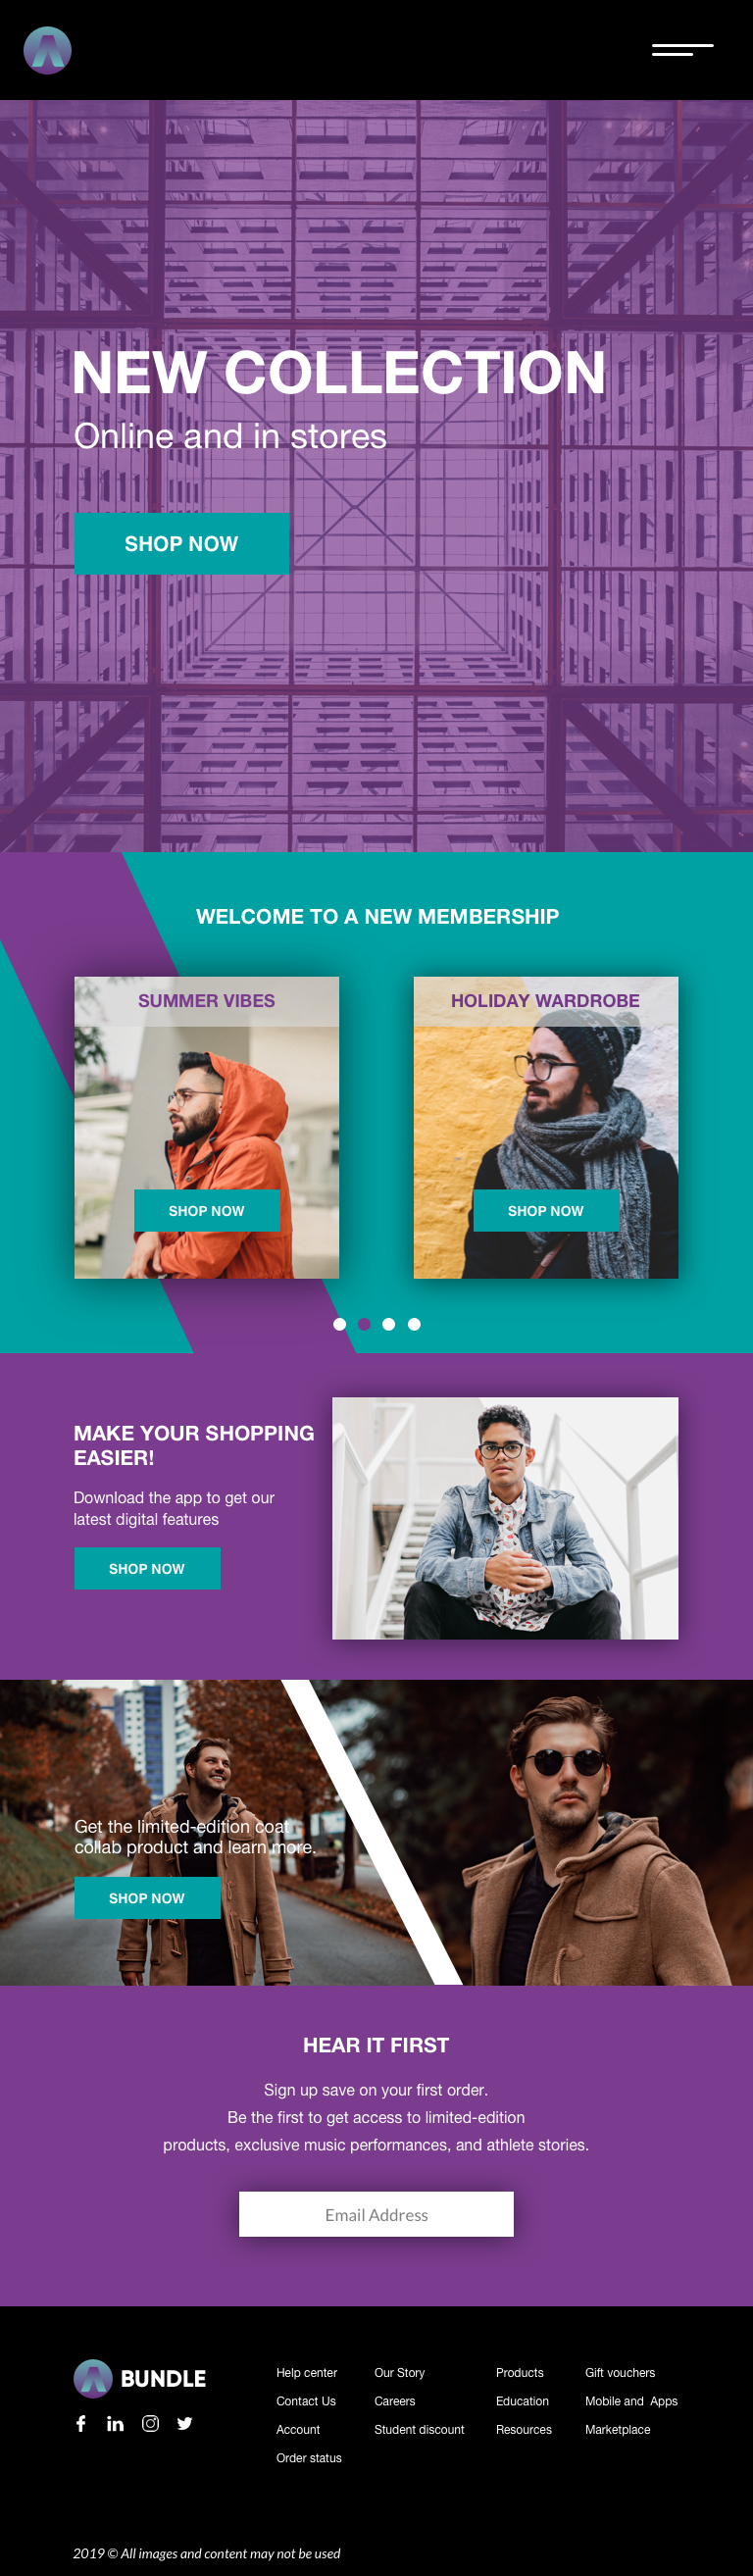 NEW COLLECTION
Online and in stores
SHOP NOW
WELCOME TO A NEW MEMBERSHIP
SUMMER VIBES
SHOP NOW
HOLIDAY WARDROBE
SHOP NOW
MAKE YOUR SHOPPING
EASIER!
Download the app to get our
latest digital features
SHOP NOW
Get the limited-edition coat
collab product and learn more.
SHOP NOW
HEAR IT FIRST
Sign up save on your first order.
Be the first to get access to limited-edition
products, exclusive music performances, and athlete stories.
Email Address
BUNDLE
Help center
Contact Us
Account
Order status
Our Story
Careers
Student discount
Products
Education
Resources
Gift vouchers
Mobile and Apps
Marketplace
2019 © All images and content may not be used